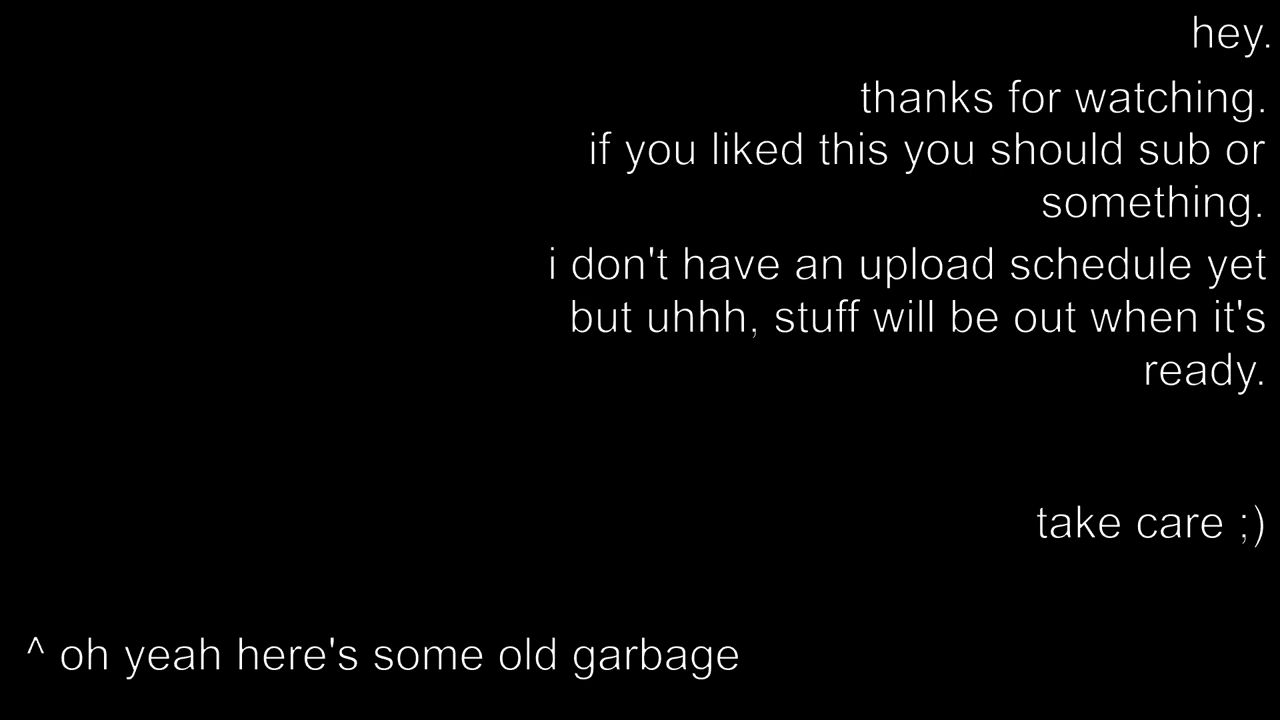 hey.
thanks for watching.
if you liked this you should sub or
something.
i don't have an upload schedule yet
but uhhh, stuff will be out when it's
ready.
take care ;)
^ oh yeah here's some old garbage